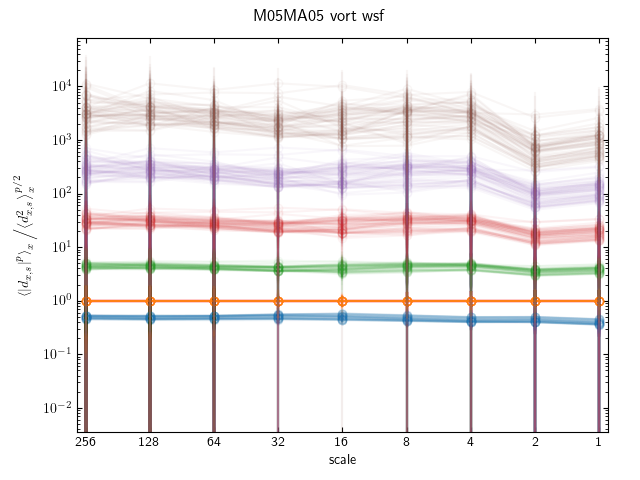 M05MA05 vort wsf
⟨|d_{x,s}|^p⟩_x / ⟨d^2_{x,s}⟩_x^{p/2}
10^4
10^3
10^2
10^1
10^0
10^{-1}
10^{-2}
256 128 64 32 16 8 4 2 1
scale